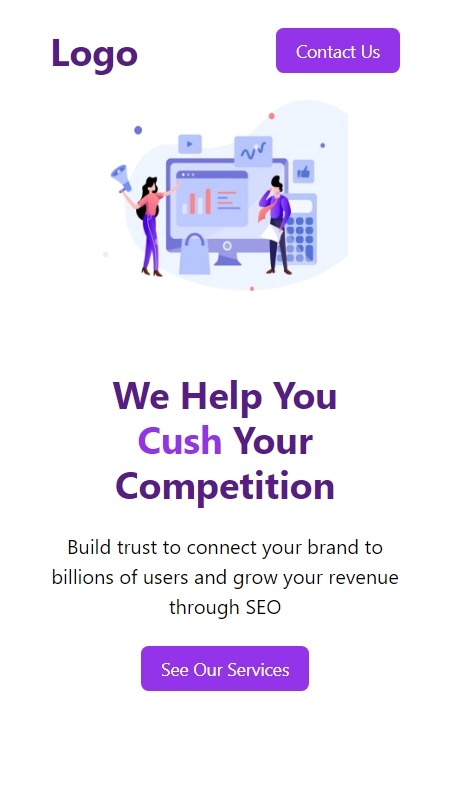 Logo
Contact Us
We Help You
Cush Your
Competition
Build trust to connect your brand to
billions of users and grow your revenue
through SEO
See Our Services